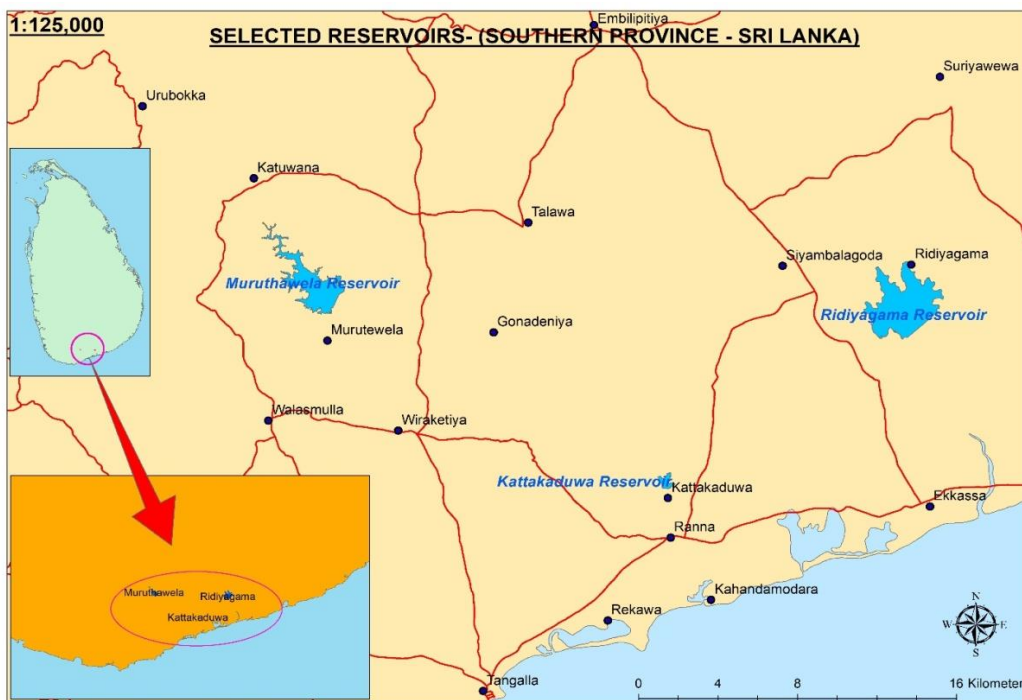 1:125,000
SELECTED RESERVOIRS- (SOUTHERN PROVINCE - SRI LANKA)
Embilipitiya
Suriyawewa
Urubokka
Katuwana
Talawa
Siyambalagoda
Ridiyagama
Muruthawela Reservoir
Ridiyagama Reservoir
Murutewela
Gonadeniya
Walasmulla
Wiraketiya
Kattakaduwa Reservoir
Kattakaduwa
Ekkassa
Ranna
Muruthawela
Ridiyagama
Kattakaduwa
Kahandamodara
Rekawa
N
W
E
S
Tangalla
0 4 8 16 Kilometer